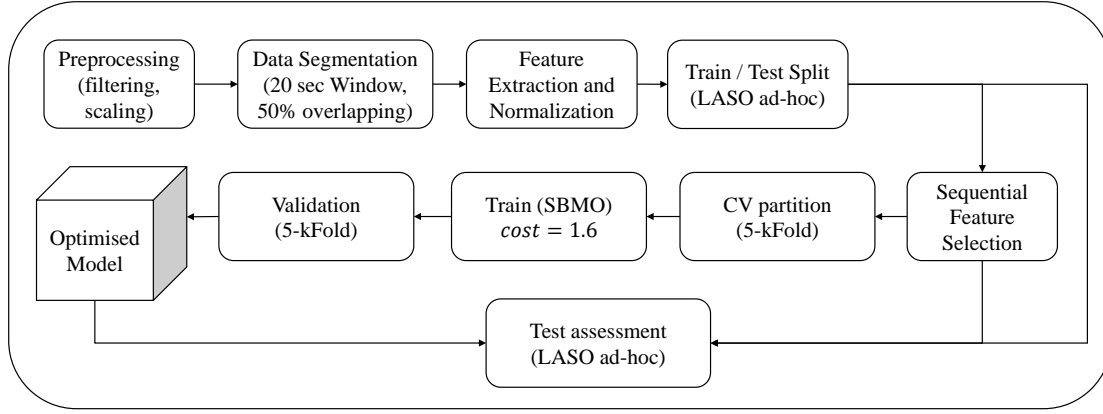 Preprocessing
(filtering,
scaling)
Data Segmentation
(20 sec Window,
50% overlapping)
Feature
Extraction and
Normalization
Train / Test Split
(LASO ad-hoc)
Optimised
Model
Validation
(5-kFold)
Train (SBMO)
cost = 1.6
CV partition
(5-kFold)
Sequential
Feature
Selection
Test assessment
(LASO ad-hoc)